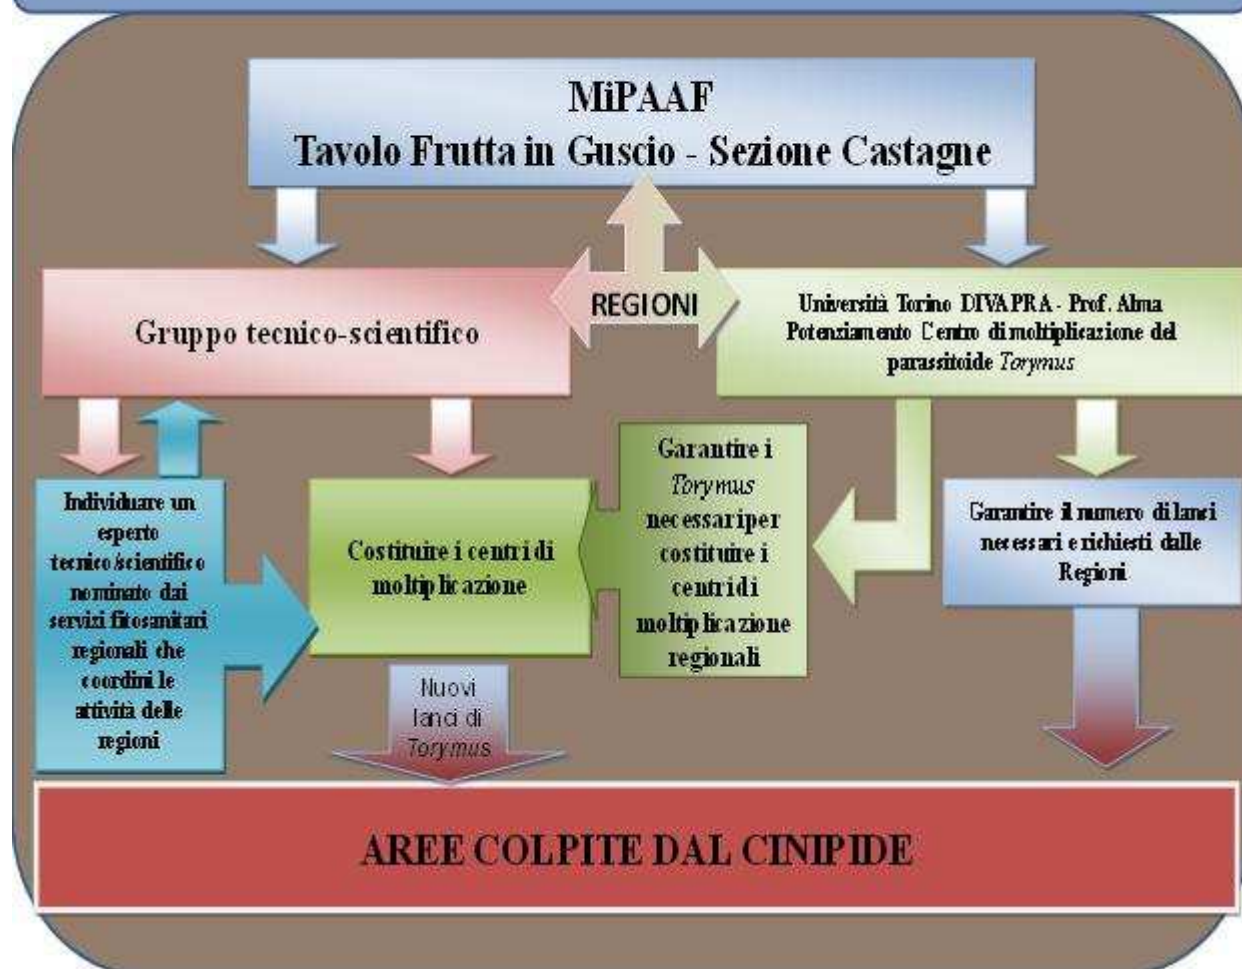 MiPAAF
Tavolo Frutta in Guscio - Sezione Castagne
REGIONI
Gruppo tecnico-scientifico
Università Torino DIVAPRA - Prof. Alma
Potenziamento Centro di moltiplicazione del
parassitoide Torymus
Individuare un
esperto
tecnico/scientifico
nominato dai
servizi fitosanitari
regionali che
coordini le
attività delle
regioni
Costituire i centri di
moltiplicazione
Garantire i
Torymus
necessari per
costituire i
centri di
moltiplicazione
regionali
Garantire il numero di lanci
necessari e richiesti dalle
Regioni
Nuovi
lanci di
Torymus
AREE COLPITE DAL CINIPIDE